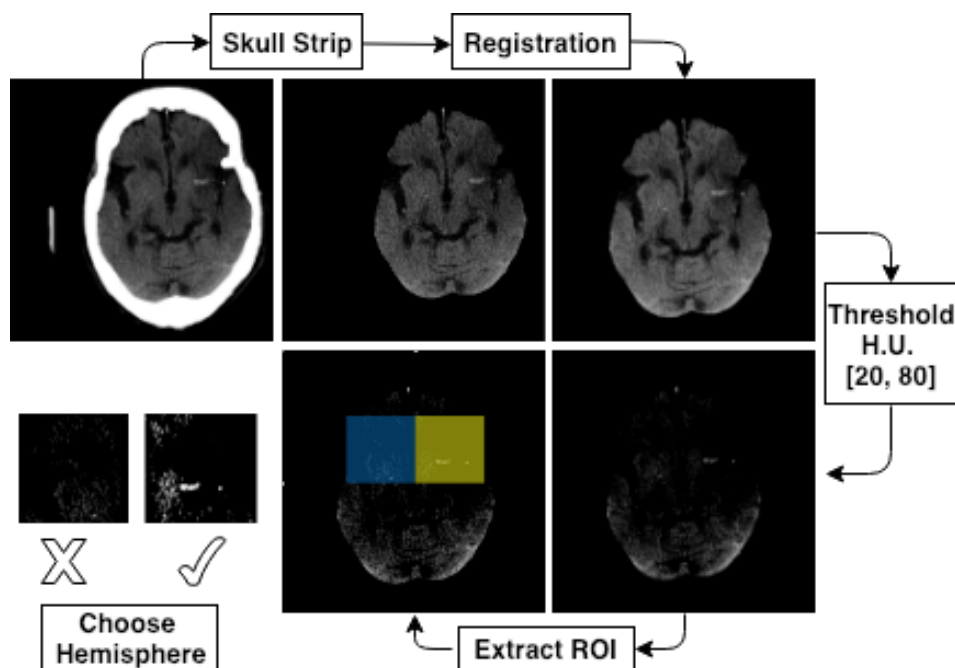 Skull Strip
Registration
Threshold
H.U.
[20, 80]
Extract ROI
Choose
Hemisphere